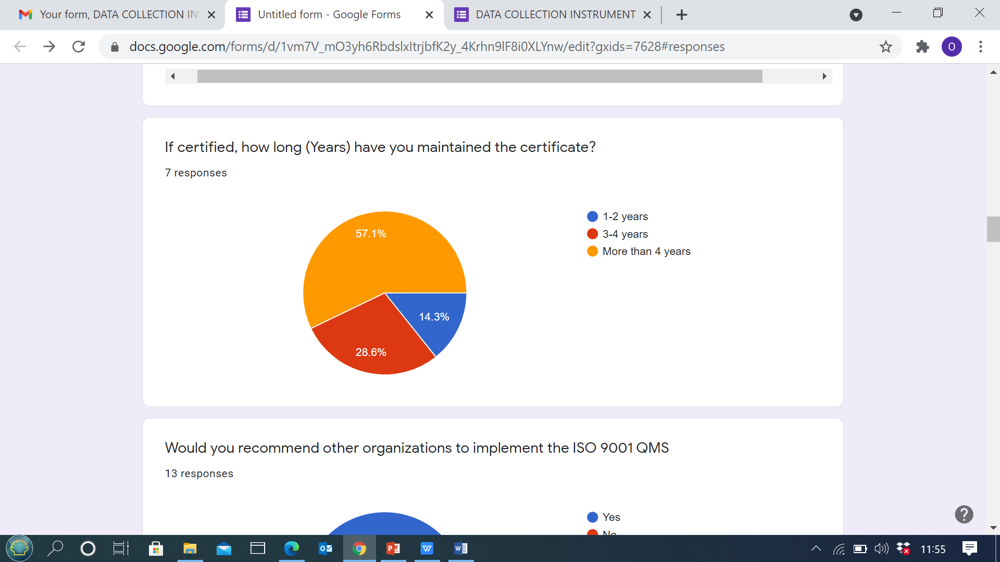 Your form, DATA COLLECTION IN
Untitled form - Google Forms
DATA COLLECTION INSTRUMENT
docs.google.com/forms/d/1vm7V_mO3yh6RbdslxItrjbfK2y_4Krhn9lF8i0XLYnw/edit?gxids=7628#responses
O
If certified, how long (Years) have you maintained the certificate?
7 responses
57.1%
14.3%
28.6%
1-2 years
3-4 years
More than 4 years
Would you recommend other organizations to implement the ISO 9001 QMS
13 responses
Yes
No
11:55